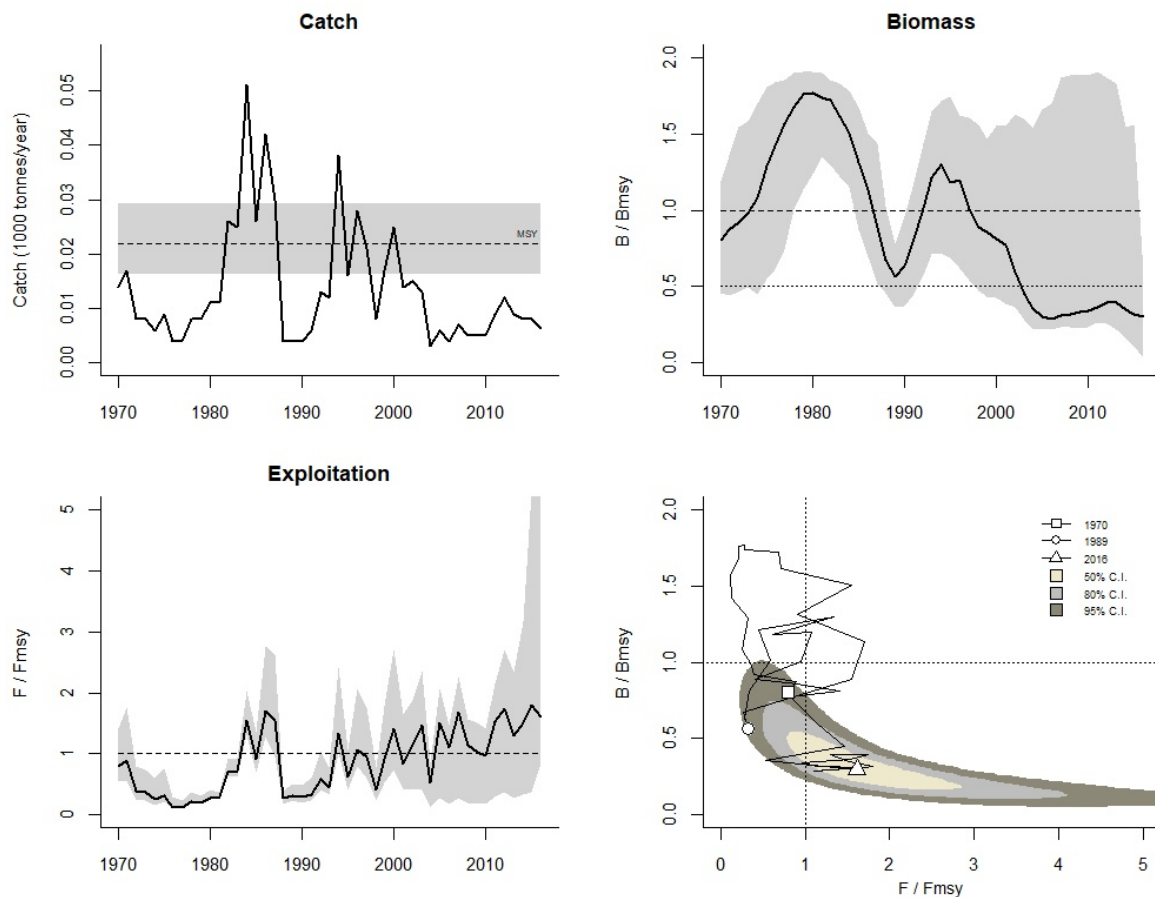 Catch
Catch (1000 tonnes/year)
0.00 0.01 0.02 0.03 0.04 0.05
MSY
1970 1980 1990 2000 2010
Biomass
B / Bmsy
0.0 0.5 1.0 1.5 2.0
1970 1980 1990 2000 2010
Exploitation
F / Fmsy
0 1 2 3 4 5
1970 1980 1990 2000 2010
B / Bmsy
0.0 0.5 1.0 1.5 2.0
1970
1989
2016
50% C.I.
80% C.I.
95% C.I.
0 1 2 3 4 5
F / Fmsy